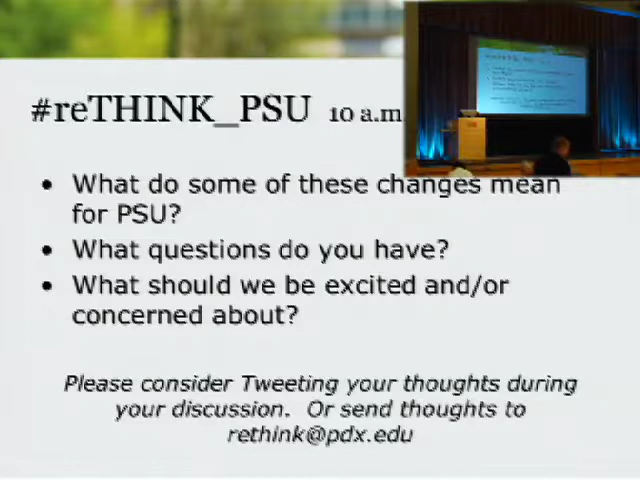 #reTHINK_PSU 10 a.m
• What do some of these changes mean
for PSU?
• What questions do you have?
• What should we be excited and/or
concerned about?
Please consider Tweeting your thoughts during
your discussion. Or send thoughts to
rethink@pdx.edu